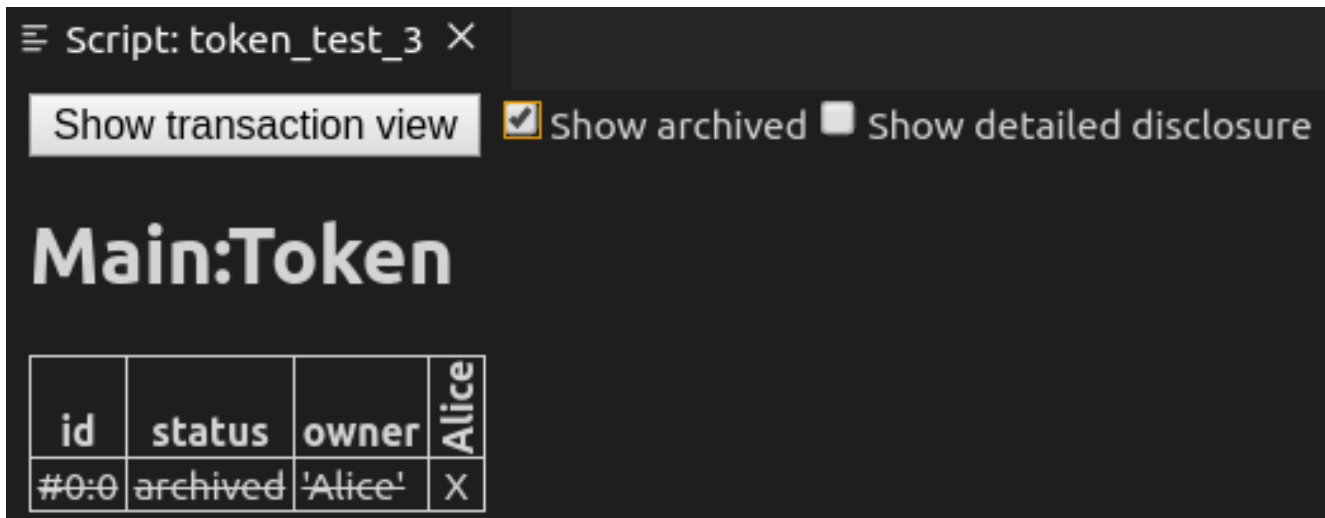 Script: token_test_3
Show transaction view Show archived Show detailed disclosure
Main:Token
id status owner Alice
#0:0 archived 'Alice' X